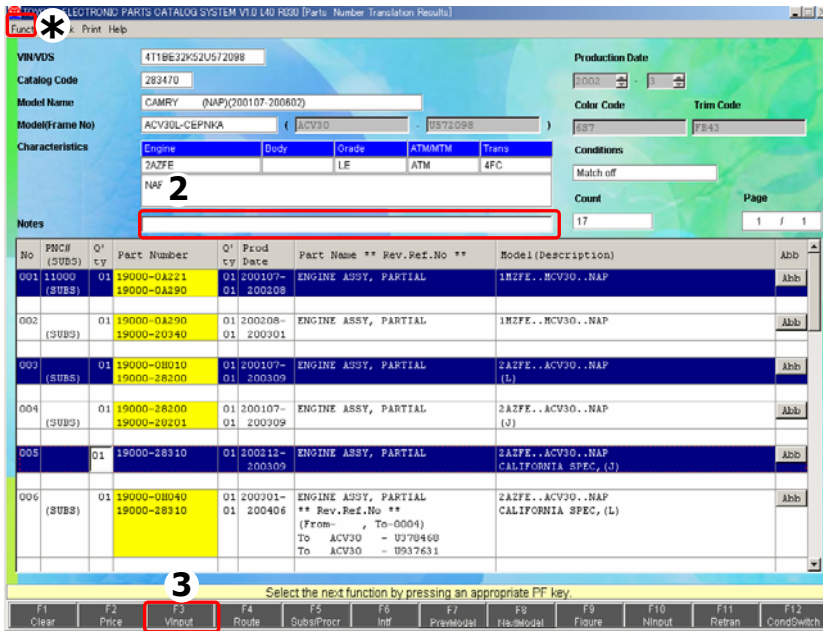 ELECTRONIC PARTS CATALOG SYSTEM V1.0 L40 R030 [Parts Number Translation Results]
Funct * Print Help
VIN/VDS 4T1BE32K52U572098 Production Date
Catalog Code 283470 2002 - 3
Model Name CAMRY (NAP)(200107-200602) Color Code Trim Code
Model(Frame No) ACV30L-CEPNKA ( ACV30 - U572098 ) 6S7 FB43
Characteristics Engine Body Grade ATM/MTM Trans Conditions
2AZFE LE ATM 4FC Match off
NAF 2
Count Page
Notes 17 1 / 1
No PNC# (SUBS) Q'ty Part Number Q'ty Prod Date Part Name ** Rev.Ref.No ** Model(Description) Abb
001 11000 01 19000-0A221 01 200107- ENGINE ASSY, PARTIAL 1MZFE..MCV30..NAP Abb
(SUBS) 19000-0A290 01 200208
002 01 19000-0A290 01 200208- ENGINE ASSY, PARTIAL 1MZFE..MCV30..NAP Abb
(SUBS) 19000-20340 01 200301
003 01 19000-0H010 01 200107- ENGINE ASSY, PARTIAL 2AZFE..ACV30..NAP Abb
(SUBS) 19000-28200 01 200309 (L)
004 01 19000-28200 01 200107- ENGINE ASSY, PARTIAL 2AZFE..ACV30..NAP Abb
(SUBS) 19000-28201 01 200309 (J)
005 01 19000-28310 01 200212- ENGINE ASSY, PARTIAL 2AZFE..ACV30..NAP Abb
200309 CALIFORNIA SPEC,(J)
006 01 19000-0H040 01 200301- ENGINE ASSY, PARTIAL 2AZFE..ACV30..NAP Abb
(SUBS) 19000-28310 01 200406 ** Rev.Ref.No ** CALIFORNIA SPEC,(L)
(From- , To-0004)
To ACV30 - U378468
To ACV30 - U937631
3
Select the next function by pressing an appropriate PF key.
F1 F2 F3 F4 F5 F6 F7 F8 F9 F10 F11 F12
Clear Price VInput Route Subs/Procr Intf PrevModel NextModel Figure NInput Retran CondSwitch